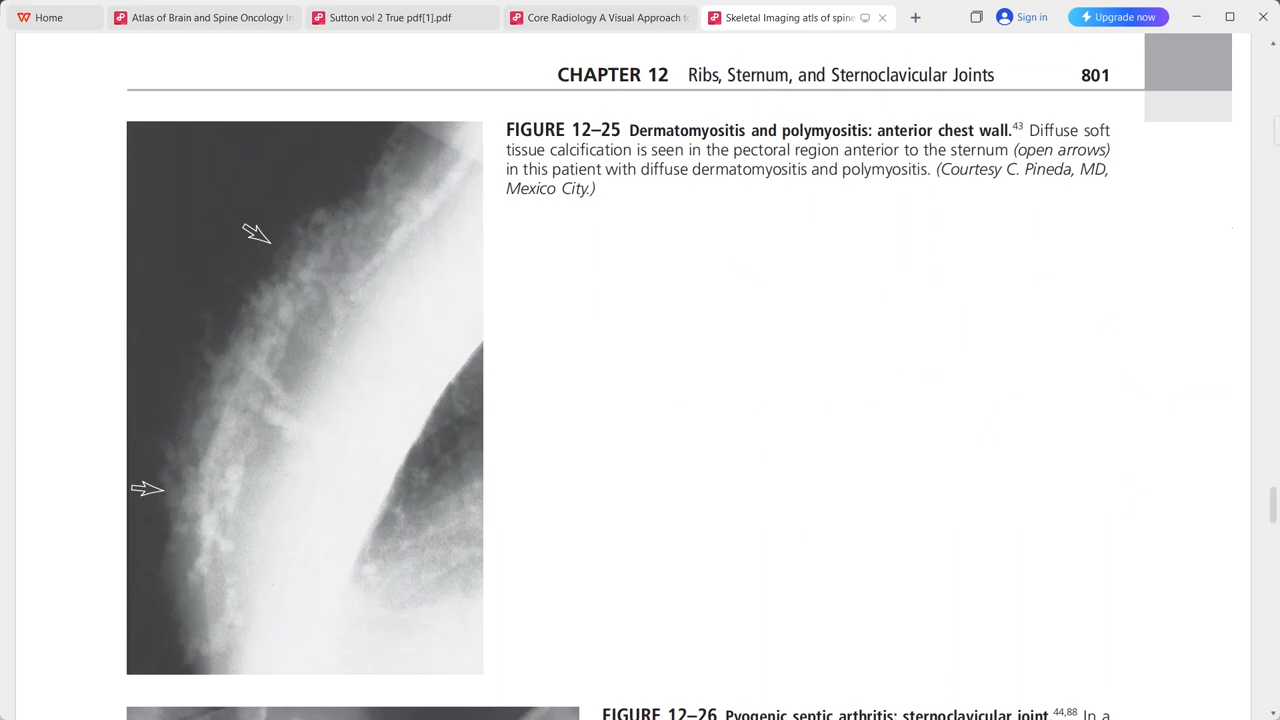 Home
Atlas of Brain and Spine Oncology In
Sutton vol 2 True pdf[1].pdf
Core Radiology A Visual Approach to
Skeletal Imaging atls of spine
Sign in
Upgrade now
CHAPTER 12 Ribs, Sternum, and Sternoclavicular Joints 801
FIGURE 12–25 Dermatomyositis and polymyositis: anterior chest wall.43 Diffuse soft
tissue calcification is seen in the pectoral region anterior to the sternum (open arrows)
in this patient with diffuse dermatomyositis and polymyositis. (Courtesy C. Pineda, MD,
Mexico City.)
FIGURE 12–26 Pyogenic septic arthritis: sternoclavicular joint.44,88 In a